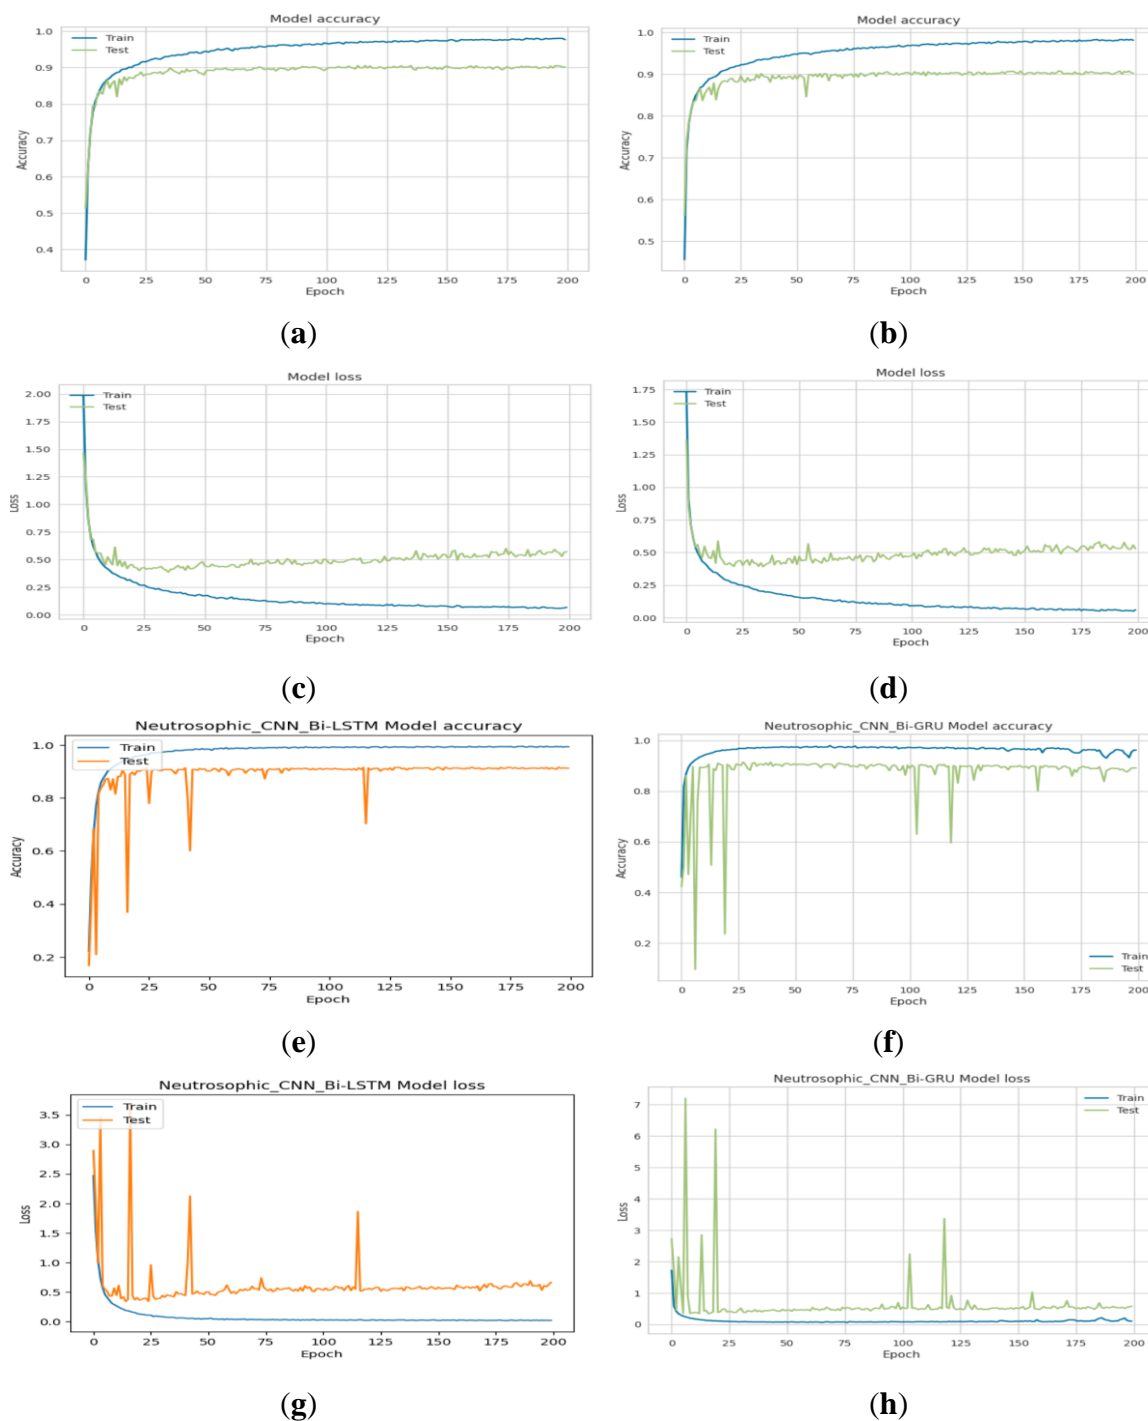 Model accuracy
Train
Test
1.0
0.9
0.8
0.7
0.6
0.5
0.4
Accuracy
0 25 50 75 100 125 150 175 200
Epoch
(a)
Model accuracy
Train
Test
1.0
0.9
0.8
0.7
0.6
0.5
Accuracy
0 25 50 75 100 125 150 175 200
Epoch
(b)
Model loss
Train
Test
2.00
1.75
1.50
1.25
1.00
0.75
0.50
0.25
0.00
Loss
0 25 50 75 100 125 150 175 200
Epoch
(c)
Model loss
Train
Test
1.75
1.50
1.25
1.00
0.75
0.50
0.25
0.00
Loss
0 25 50 75 100 125 150 175 200
Epoch
(d)
Neutrosophic_CNN_Bi-LSTM Model accuracy
Train
Test
1.0
0.8
0.6
0.4
0.2
Accuracy
0 25 50 75 100 125 150 175 200
Epoch
(e)
Neutrosophic_CNN_Bi-GRU Model accuracy
1.0
0.8
0.6
0.4
0.2
Accuracy
Train
Test
0 25 50 75 100 125 150 175 200
Epoch
(f)
Neutrosophic_CNN_Bi-LSTM Model loss
Train
Test
3.5
3.0
2.5
2.0
1.5
1.0
0.5
0.0
Loss
0 25 50 75 100 125 150 175 200
Epoch
(g)
Neutrosophic_CNN_Bi-GRU Model loss
Train
Test
7
6
5
4
3
2
1
0
Loss
0 25 50 75 100 125 150 175 200
Epoch
(h)